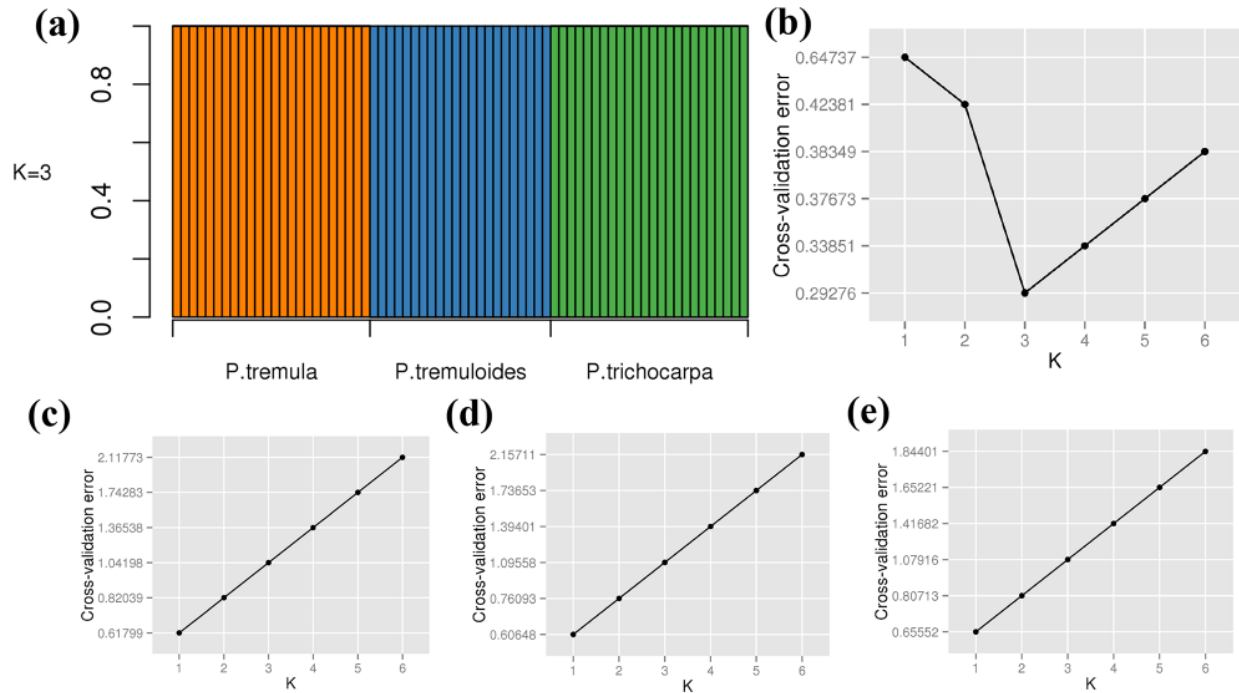 (a)
K=3
0.8
0.4
0.0
P.tremula P.tremuloides P.trichocarpa
(b)
Cross-validation error
0.64737
0.42381
0.38349
0.37673
0.33851
0.29276
1 2 3 4 5 6
K
(c)
Cross-validation error
2.11773
1.74283
1.36538
1.04198
0.82039
0.61799
1 2 3 4 5 6
K
(d)
Cross-validation error
2.15711
1.73653
1.39401
1.09558
0.76093
0.60648
1 2 3 4 5 6
K
(e)
Cross-validation error
1.84401
1.65221
1.41682
1.07916
0.80713
0.65552
1 2 3 4 5 6
K